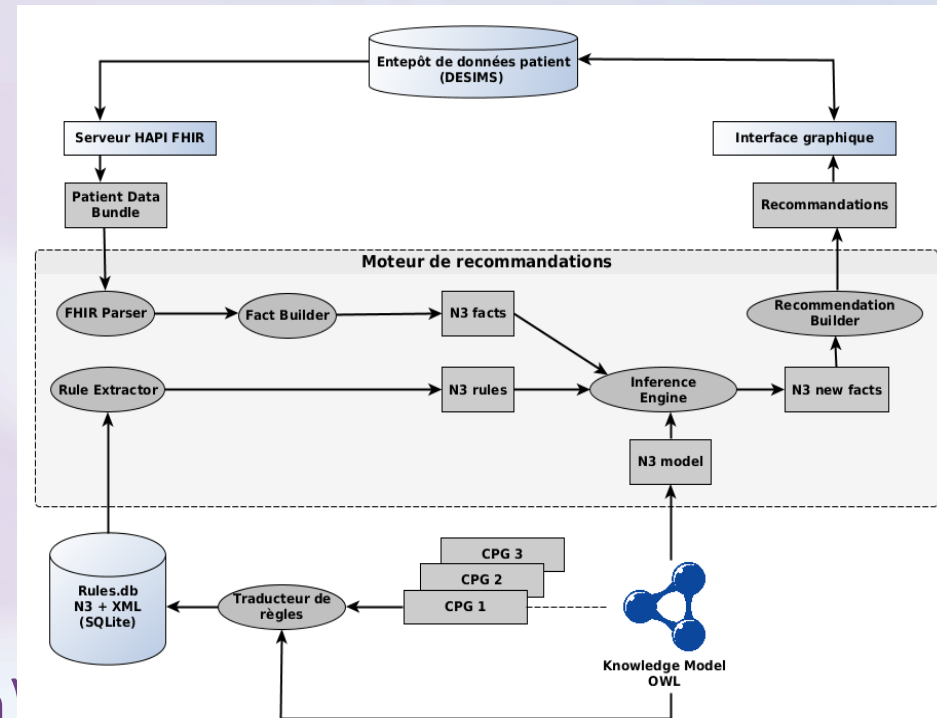 Entepôt de données patient
(DESIMS)
Serveur HAPI FHIR
Interface graphique
Patient Data
Bundle
Recommandations
Moteur de recommandations
FHIR Parser
Fact Builder
N3 facts
Recommendation
Builder
Rule Extractor
N3 rules
Inference
Engine
N3 new facts
N3 model
Rules.db
N3 + XML
(SQLite)
Traducteur de
règles
CPG 3
CPG 2
CPG 1
Knowledge Model
OWL